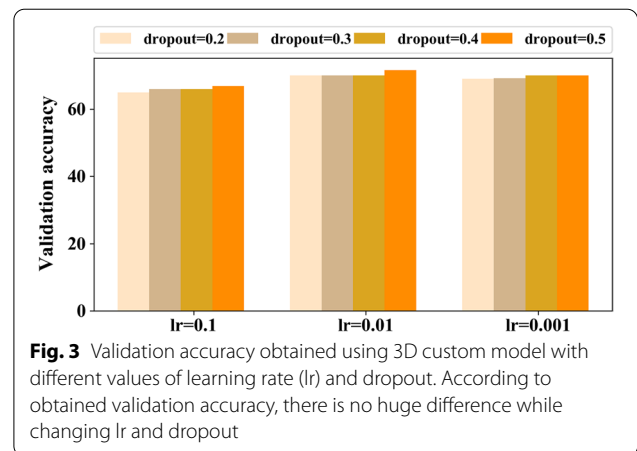 dropout=0.2 dropout=0.3 dropout=0.4 dropout=0.5
Validation accuracy
60
40
20
0
lr=0.1 lr=0.01 lr=0.001
Fig. 3 Validation accuracy obtained using 3D custom model with
different values of learning rate (lr) and dropout. According to
obtained validation accuracy, there is no huge difference while
changing lr and dropout